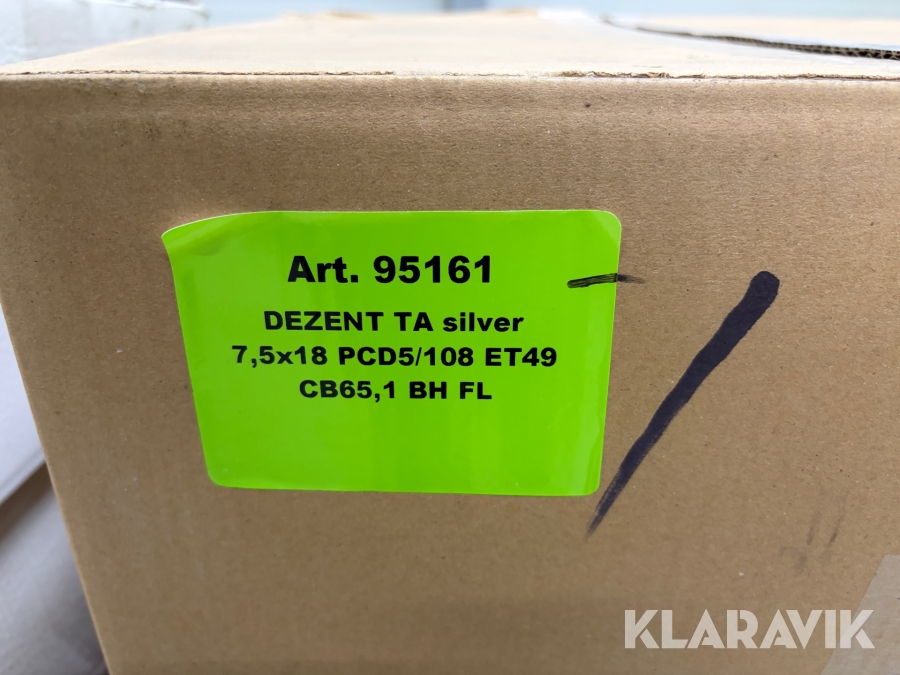 Art. 95161
DEZENT TA silver
7,5x18 PCD5/108 ET49
CB65,1 BH FL
KLARAVIK